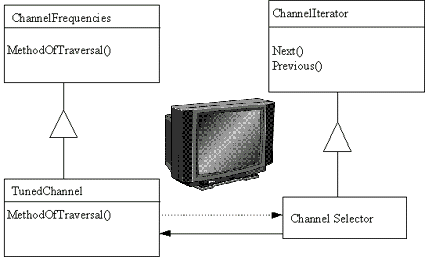 ChannelFrequencies
MethodOfTraversal()
ChannelIterator
Next()
Previous()
TunedChannel
MethodOfTraversal()
Channel Selector